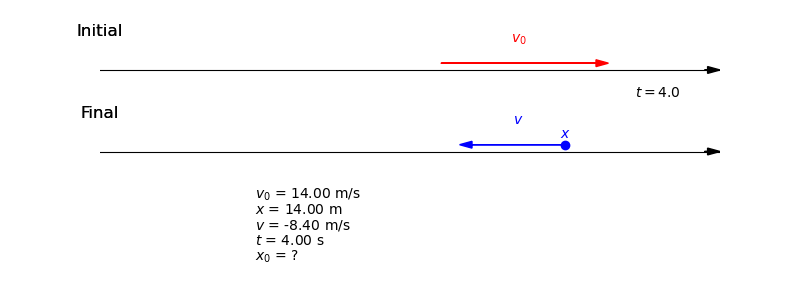 Initial
v₀
t = 4.0
Final
v
x
v₀ = 14.00 m/s
x = 14.00 m
v = -8.40 m/s
t = 4.00 s
x₀ = ?